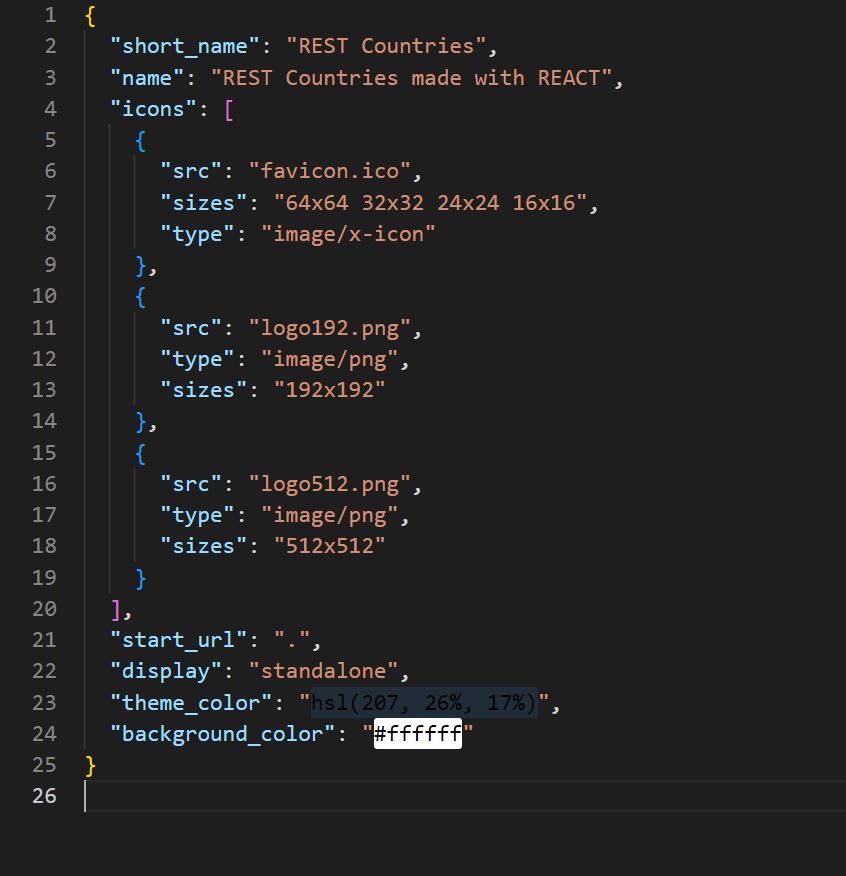 1 {
2   "short_name": "REST Countries",
3   "name": "REST Countries made with REACT",
4   "icons": [
5     {
6       "src": "favicon.ico",
7       "sizes": "64x64 32x32 24x24 16x16",
8       "type": "image/x-icon"
9     },
10     {
11       "src": "logo192.png",
12       "type": "image/png",
13       "sizes": "192x192"
14     },
15     {
16       "src": "logo512.png",
17       "type": "image/png",
18       "sizes": "512x512"
19     }
20   ],
21   "start_url": ".",
22   "display": "standalone",
23   "theme_color": "hsl(207, 26%, 17%)",
24   "background_color": "#ffffff"
25 }
26